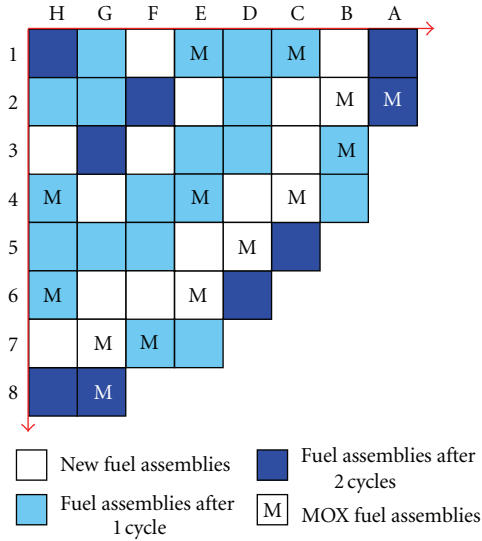 H G F E D C B A
1 M M
2 M M
3 M
4 M M M
5 M
6 M M
7 M M
8 M
New fuel assemblies
Fuel assemblies after
2 cycles
Fuel assemblies after
1 cycle
M MOX fuel assemblies